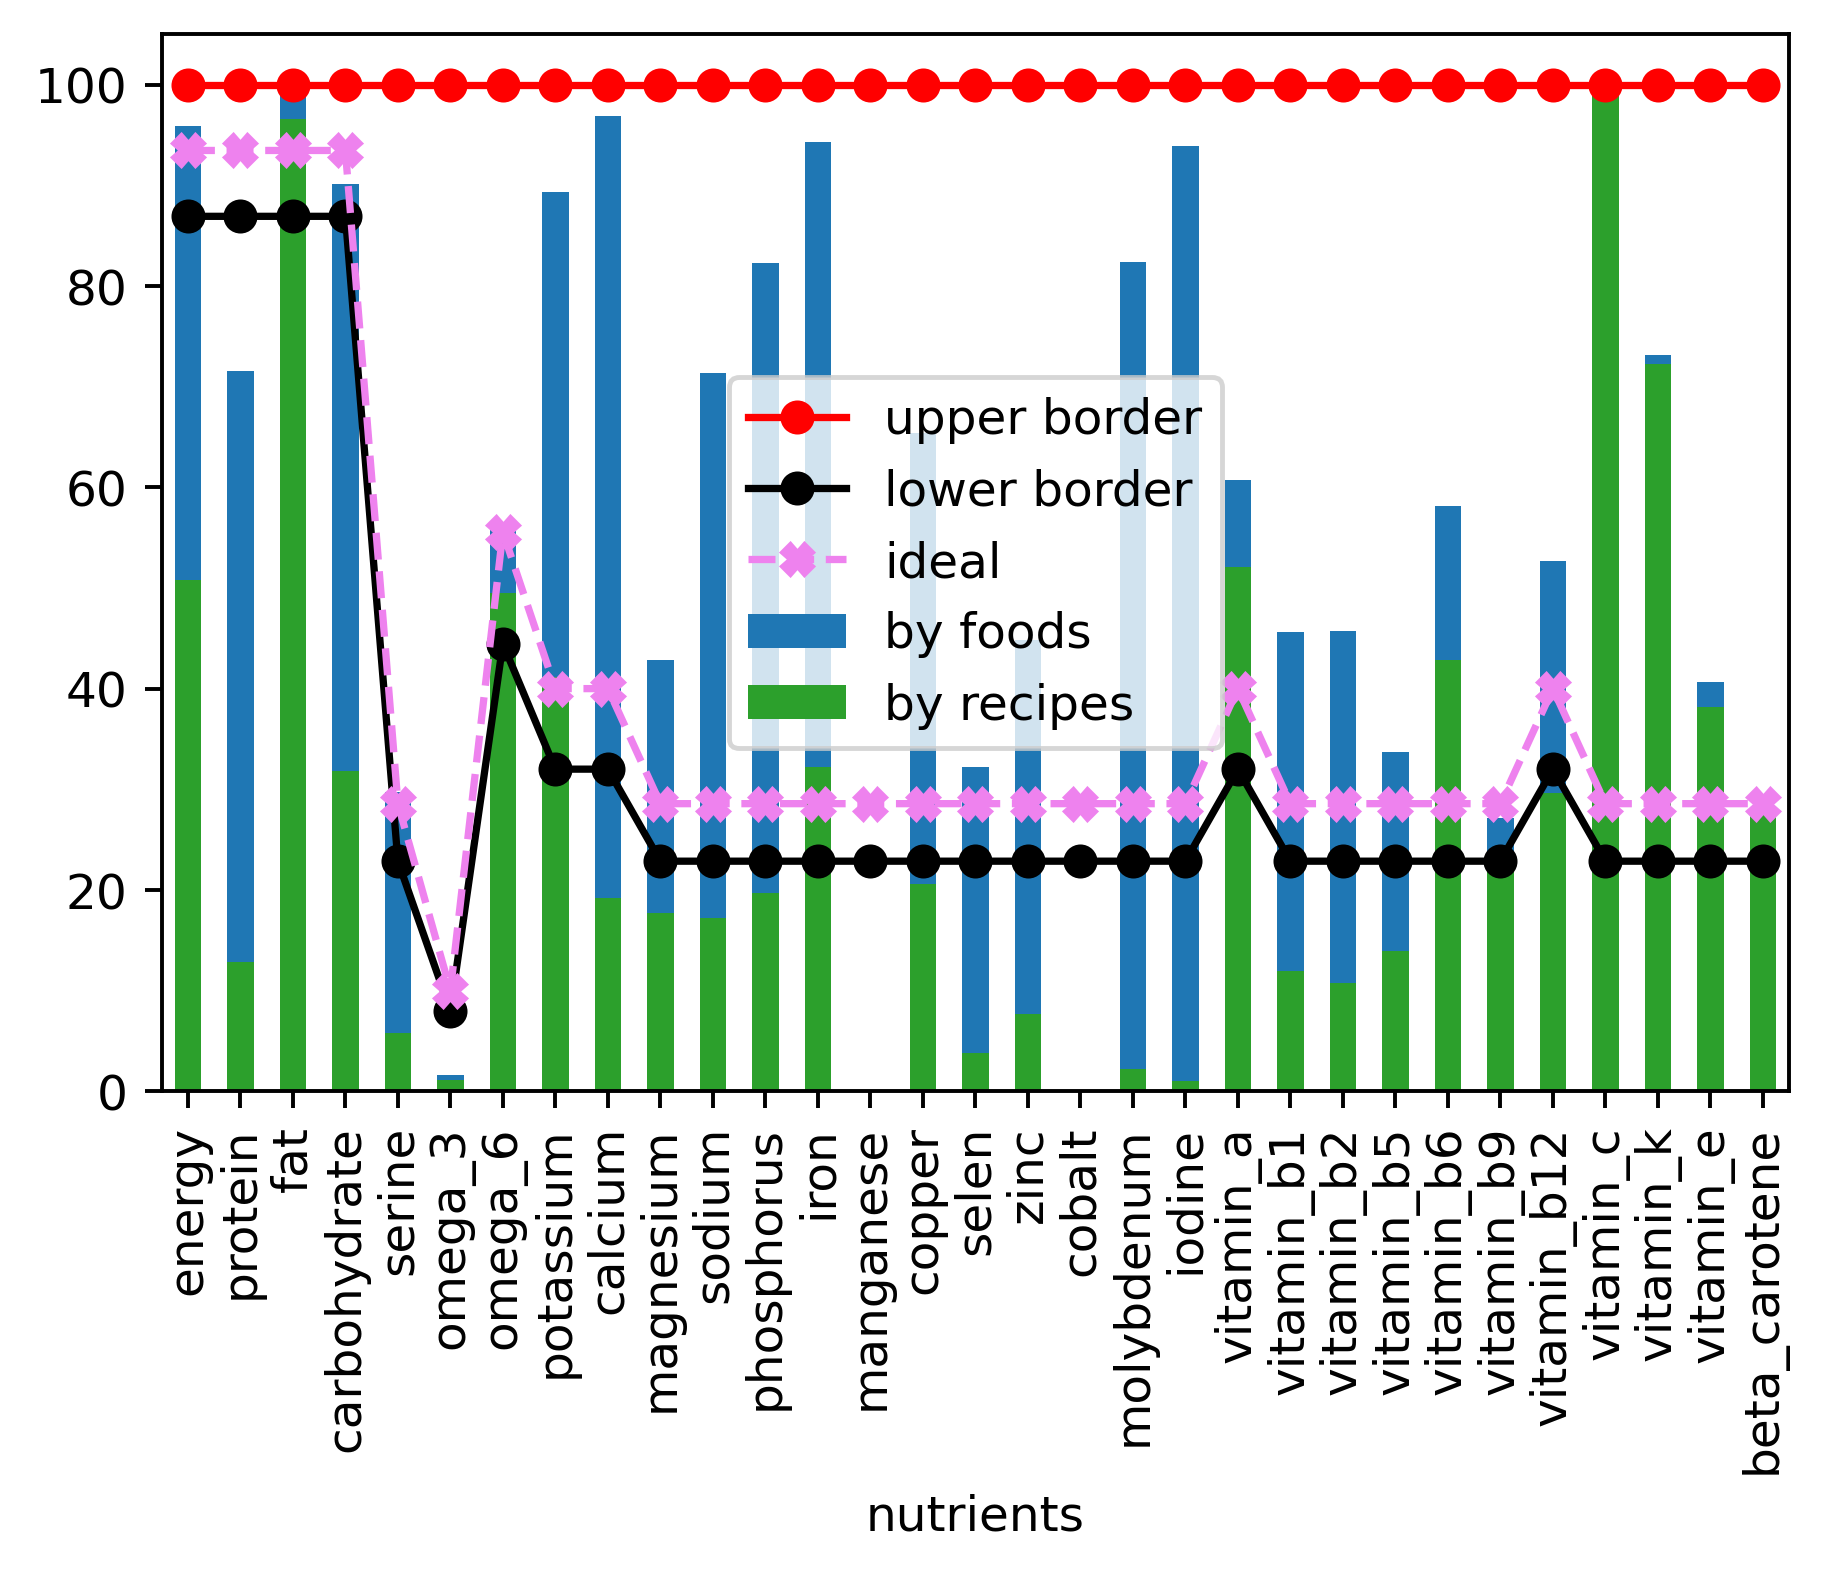 100
80
60
40
20
0
upper border
lower border
ideal
by foods
by recipes
energy
protein
fat
carbohydrate
serine
omega_3
omega_6
potassium
calcium
magnesium
sodium
phosphorus
iron
manganese
copper
selen
zinc
cobalt
molybdenum
iodine
vitamin_a
vitamin_b1
vitamin_b2
vitamin_b5
vitamin_b6
vitamin_b9
vitamin_b12
vitamin_c
vitamin_k
vitamin_e
beta_carotene
nutrients